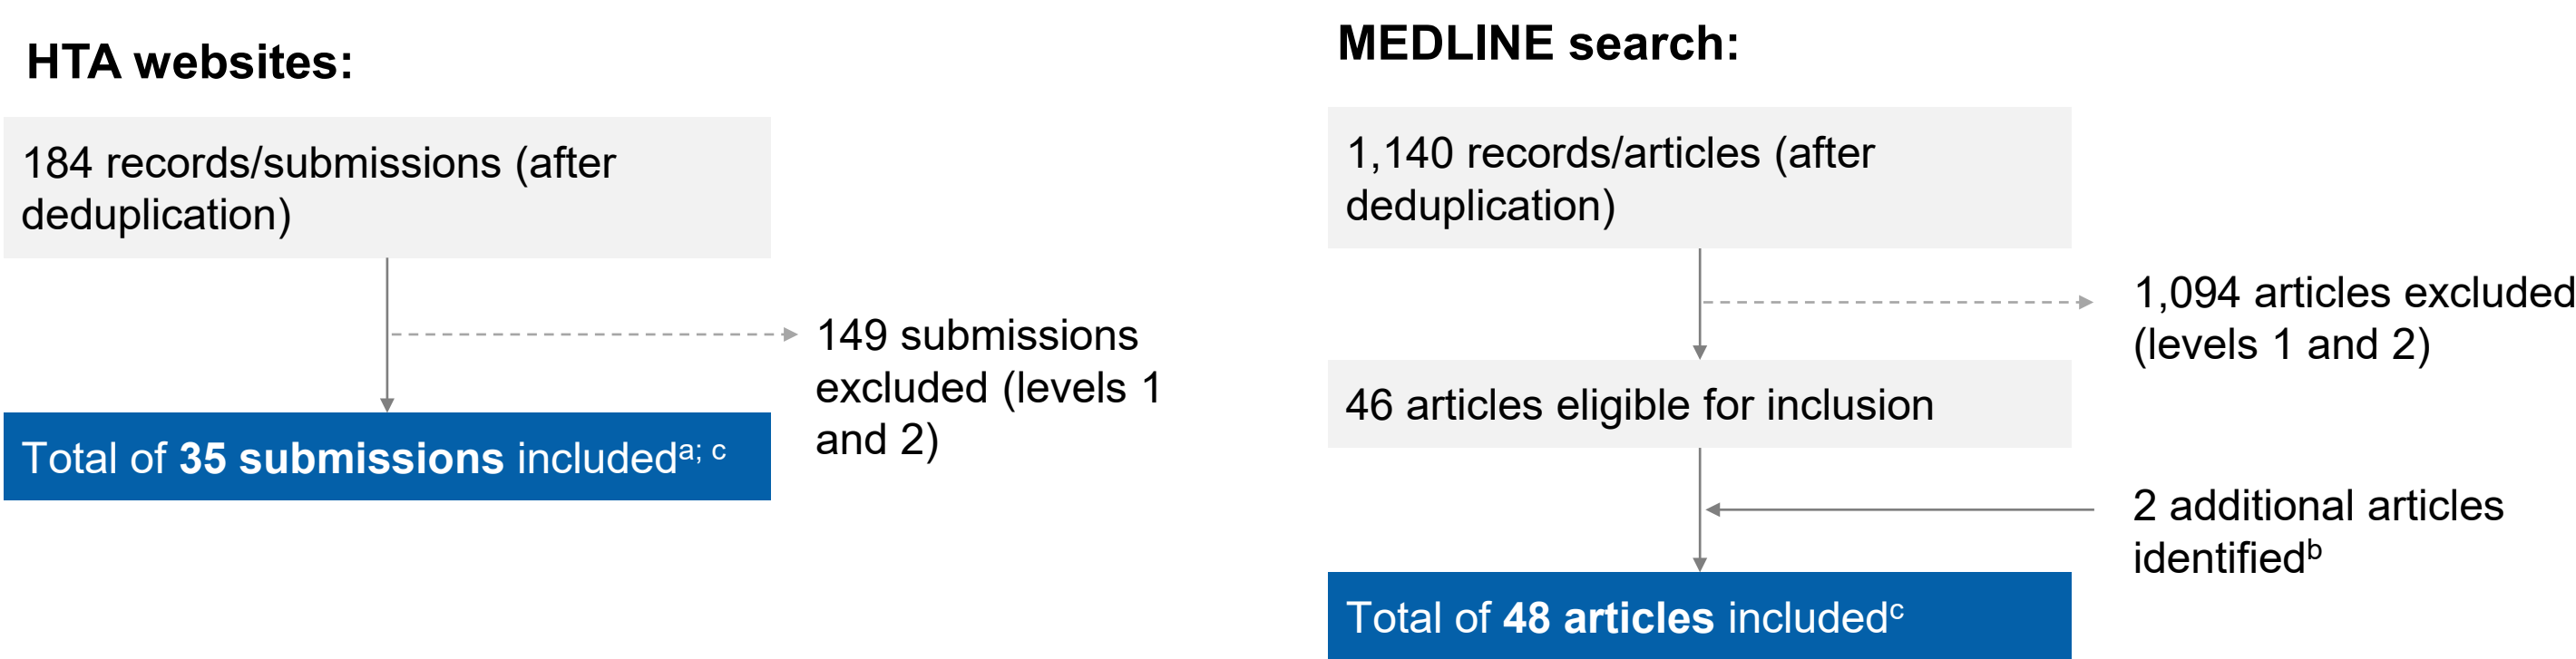 HTA websites:
184 records/submissions (after
deduplication)
149 submissions
excluded (levels 1
and 2)
Total of 35 submissions includedᵃ; ᶜ
MEDLINE search:
1,140 records/articles (after
deduplication)
1,094 articles excluded
(levels 1 and 2)
46 articles eligible for inclusion
2 additional articles
identifiedᵇ
Total of 48 articles includedᶜ